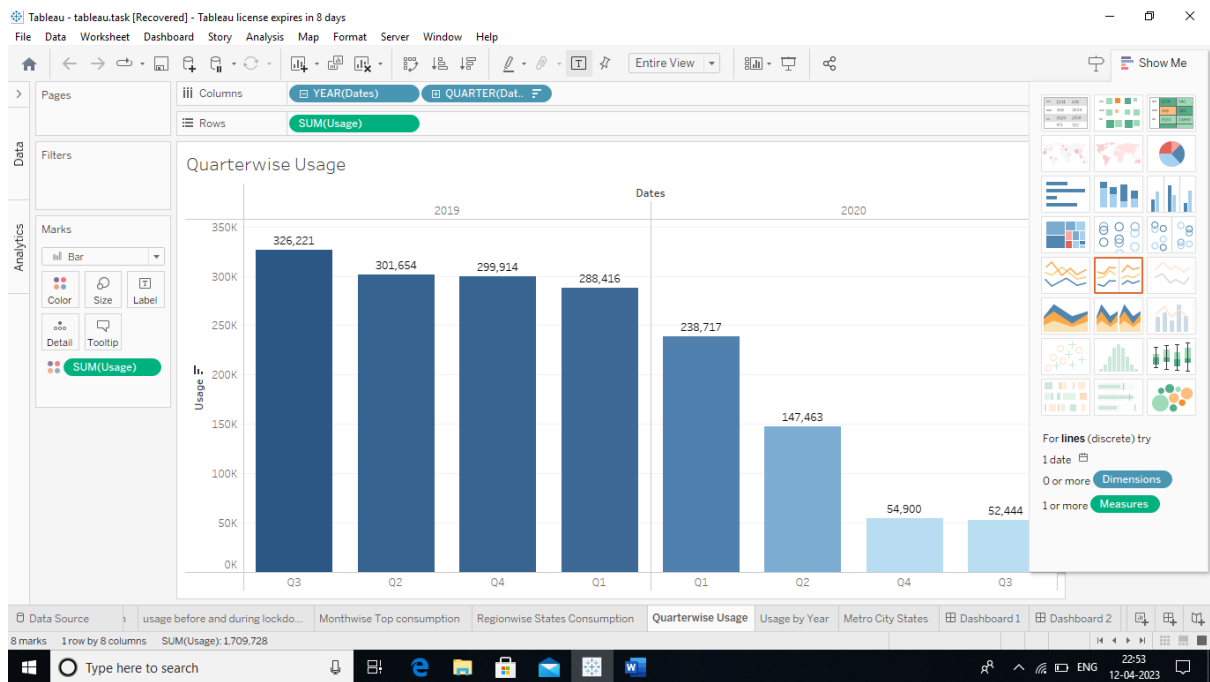 Tableau - tableau.task [Recovered] - Tableau license expires in 8 days
File Data Worksheet Dashboard Story Analysis Map Format Server Window Help
Entire View
Show Me
Pages
iii Columns
YEAR(Dates)
QUARTER(Dat..
Rows
SUM(Usage)
Data
Analytics
Filters
Marks
Bar
Color Size Label
Detail Tooltip
SUM(Usage)
Quarterwise Usage
Dates
2019 2020
Usage
350K
300K
250K
200K
150K
100K
50K
0K
326,221
301,654
299,914
288,416
238,717
147,463
54,900
52,444
Q3 Q2 Q4 Q1 Q1 Q2 Q4 Q3
For lines (discrete) try
1 date
0 or more Dimensions
1 or more Measures
Data Source
usage before and during lockdo...
Monthwise Top consumption
Regionwise States Consumption
Quarterwise Usage
Usage by Year
Metro City States
Dashboard 1
Dashboard 2
8 marks 1 row by 8 columns SUM(Usage): 1,709,728
Type here to search
ENG
22:53
12-04-2023